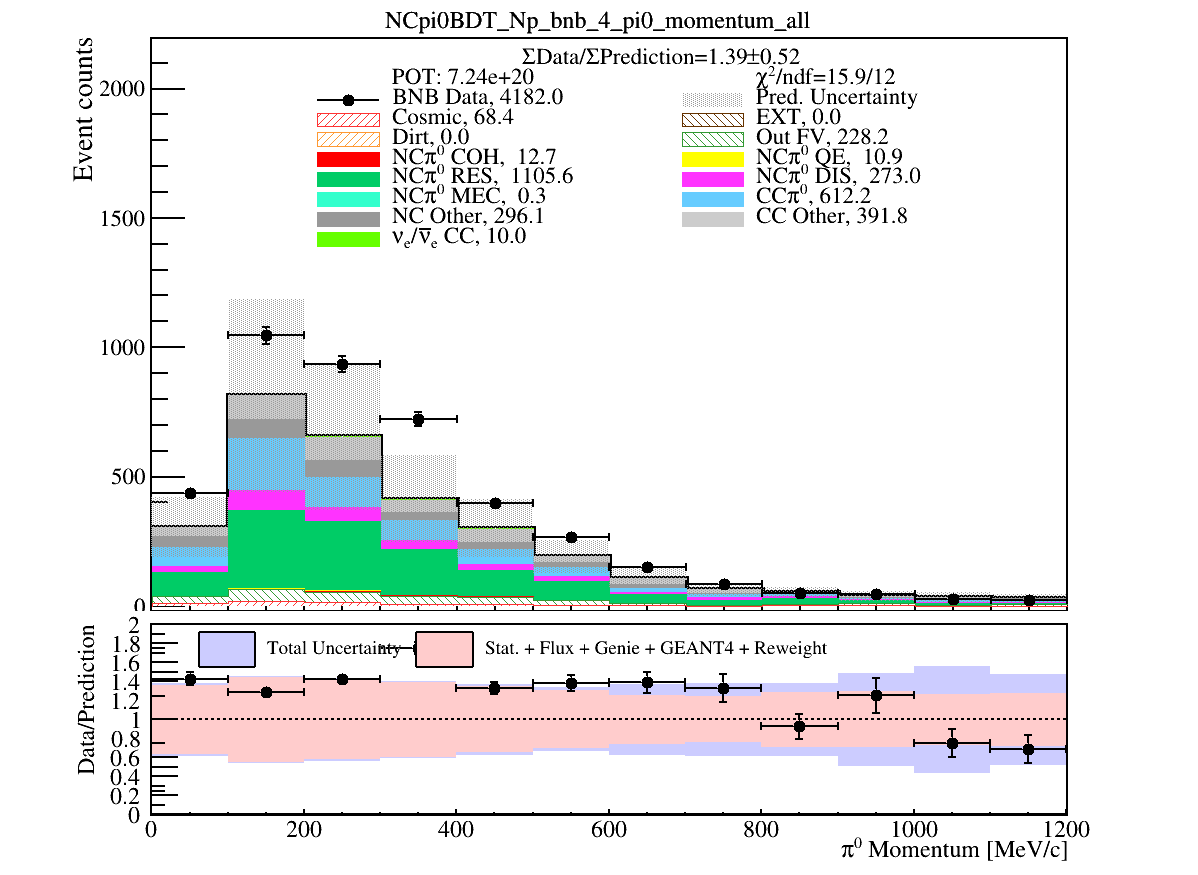 NCpi0BDT_Np_bnb_4_pi0_momentum_all
ΣData/ΣPrediction=1.39±0.52
POT: 7.24e+20
χ²/ndf=15.9/12
BNB Data, 4182.0
Pred. Uncertainty
Cosmic, 68.4
EXT, 0.0
Dirt, 0.0
Out FV, 228.2
NCπ⁰ COH, 12.7
NCπ⁰ QE, 10.9
NCπ⁰ RES, 1105.6
NCπ⁰ DIS, 273.0
NCπ⁰ MEC, 0.3
CCπ⁰, 612.2
NC Other, 296.1
CC Other, 391.8
νₑ/ν̄ₑ CC, 10.0
Event counts
2000
1500
1000
500
0
Total Uncertainty
Stat. + Flux + Genie + GEANT4 + Reweight
Data/Prediction
2
1.8
1.6
1.4
1.2
1
0.8
0.6
0.4
0.2
0
0 200 400 600 800 1000 1200
π⁰ Momentum [MeV/c]